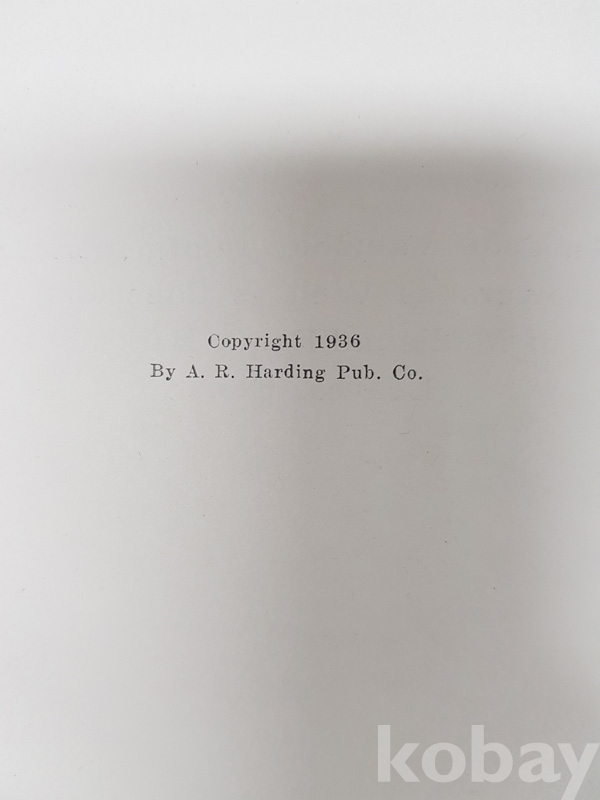 Copyright 1936
By A. R. Harding Pub. Co.
kobay